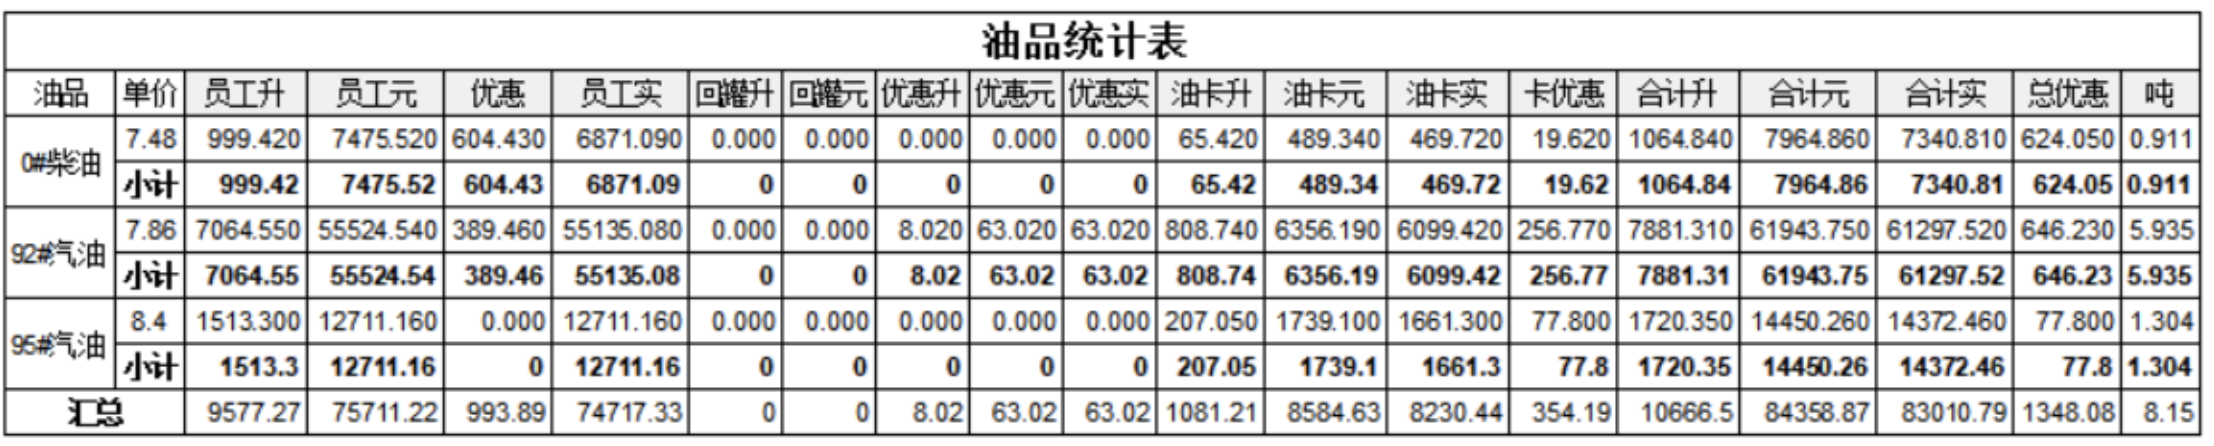 油品统计表
油品 单价 员工升 员工元 优惠 员工实 回罐升 回罐元 优惠升 优惠元 优惠实 油卡升 油卡元 油卡实 卡优惠 合计升 合计元 合计实 总优惠 吨
0#柴油 7.48 999.420 7475.520 604.430 6871.090 0.000 0.000 0.000 0.000 0.000 65.420 489.340 469.720 19.620 1064.840 7964.860 7340.810 624.050 0.911
小计 999.42 7475.52 604.43 6871.09 0 0 0 0 0 65.42 489.34 469.72 19.62 1064.84 7964.86 7340.81 624.05 0.911
92#汽油 7.86 7064.550 55524.540 389.460 55135.080 0.000 0.000 8.020 63.020 63.020 808.740 6356.190 6099.420 256.770 7881.310 61943.750 61297.520 646.230 5.935
小计 7064.55 55524.54 389.46 55135.08 0 0 8.02 63.02 63.02 808.74 6356.19 6099.42 256.77 7881.31 61943.75 61297.52 646.23 5.935
95#汽油 8.4 1513.300 12711.160 0.000 12711.160 0.000 0.000 0.000 0.000 0.000 207.050 1739.100 1661.300 77.800 1720.350 14450.260 14372.460 77.800 1.304
小计 1513.3 12711.16 0 12711.16 0 0 0 0 0 207.05 1739.1 1661.3 77.8 1720.35 14450.26 14372.46 77.8 1.304
汇总 9577.27 75711.22 993.89 74717.33 0 0 8.02 63.02 63.02 1081.21 8584.63 8230.44 354.19 10666.5 84358.87 83010.79 1348.08 8.15